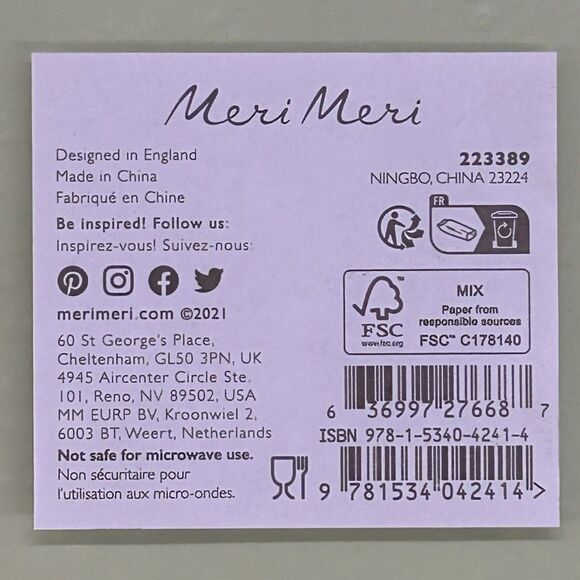 Meri Meri
Designed in England
Made in China
Fabriqué en Chine
Be inspired! Follow us:
Inspirez-vous! Suivez-nous:
merimeri.com ©2021
60 St George's Place,
Cheltenham, GL50 3PN, UK
4945 Aircenter Circle Ste.
101, Reno, NV 89502, USA
MM EURP BV, Kroonwiel 2,
6003 BT, Weert, Netherlands
Not safe for microwave use.
Non sécuritaire pour
l'utilisation aux micro-ondes.
223389
NINGBO, CHINA 23224
FR
FSC
www.fsc.org
MIX
Paper from
responsible sources
FSC™ C178140
6 36997 27668 7
ISBN 978-1-5340-4241-4
9 781534 042414 >